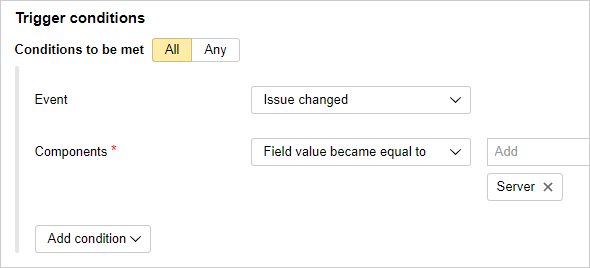 Trigger conditions
Conditions to be met All Any
Event Issue changed
Components * Field value became equal to Add
Server
Add condition